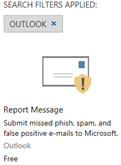 SEARCH FILTERS APPLIED:
OUTLOOK ×
Report Message
Submit missed phish, spam, and
false positive e-mails to Microsoft.
Outlook
Free